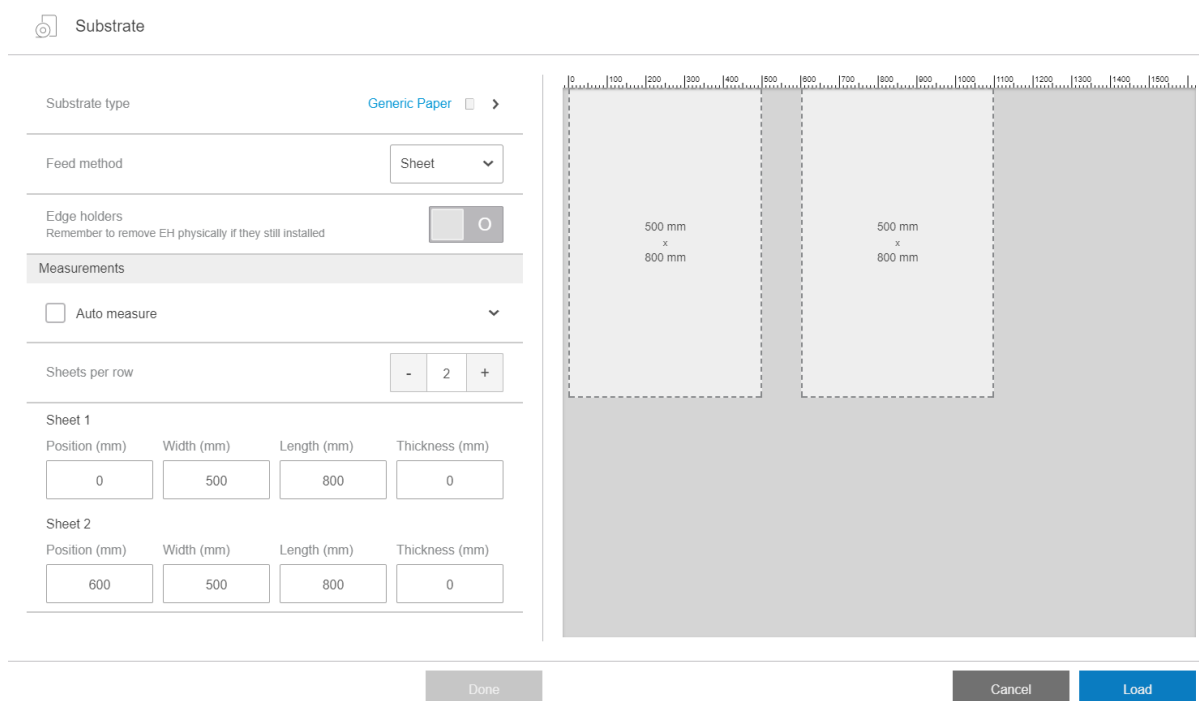 Substrate
Substrate type
Generic Paper
Feed method
Sheet
Edge holders
Remember to remove EH physically if they still installed
O
Measurements
Auto measure
Sheets per row
- 2 +
Sheet 1
Position (mm) Width (mm) Length (mm) Thickness (mm)
0 500 800 0
Sheet 2
Position (mm) Width (mm) Length (mm) Thickness (mm)
600 500 800 0
0 100 200 300 400 500 600 700 800 900 1000 1100 1200 1300 1400 1500
500 mm
x
800 mm
500 mm
x
800 mm
Done
Cancel
Load